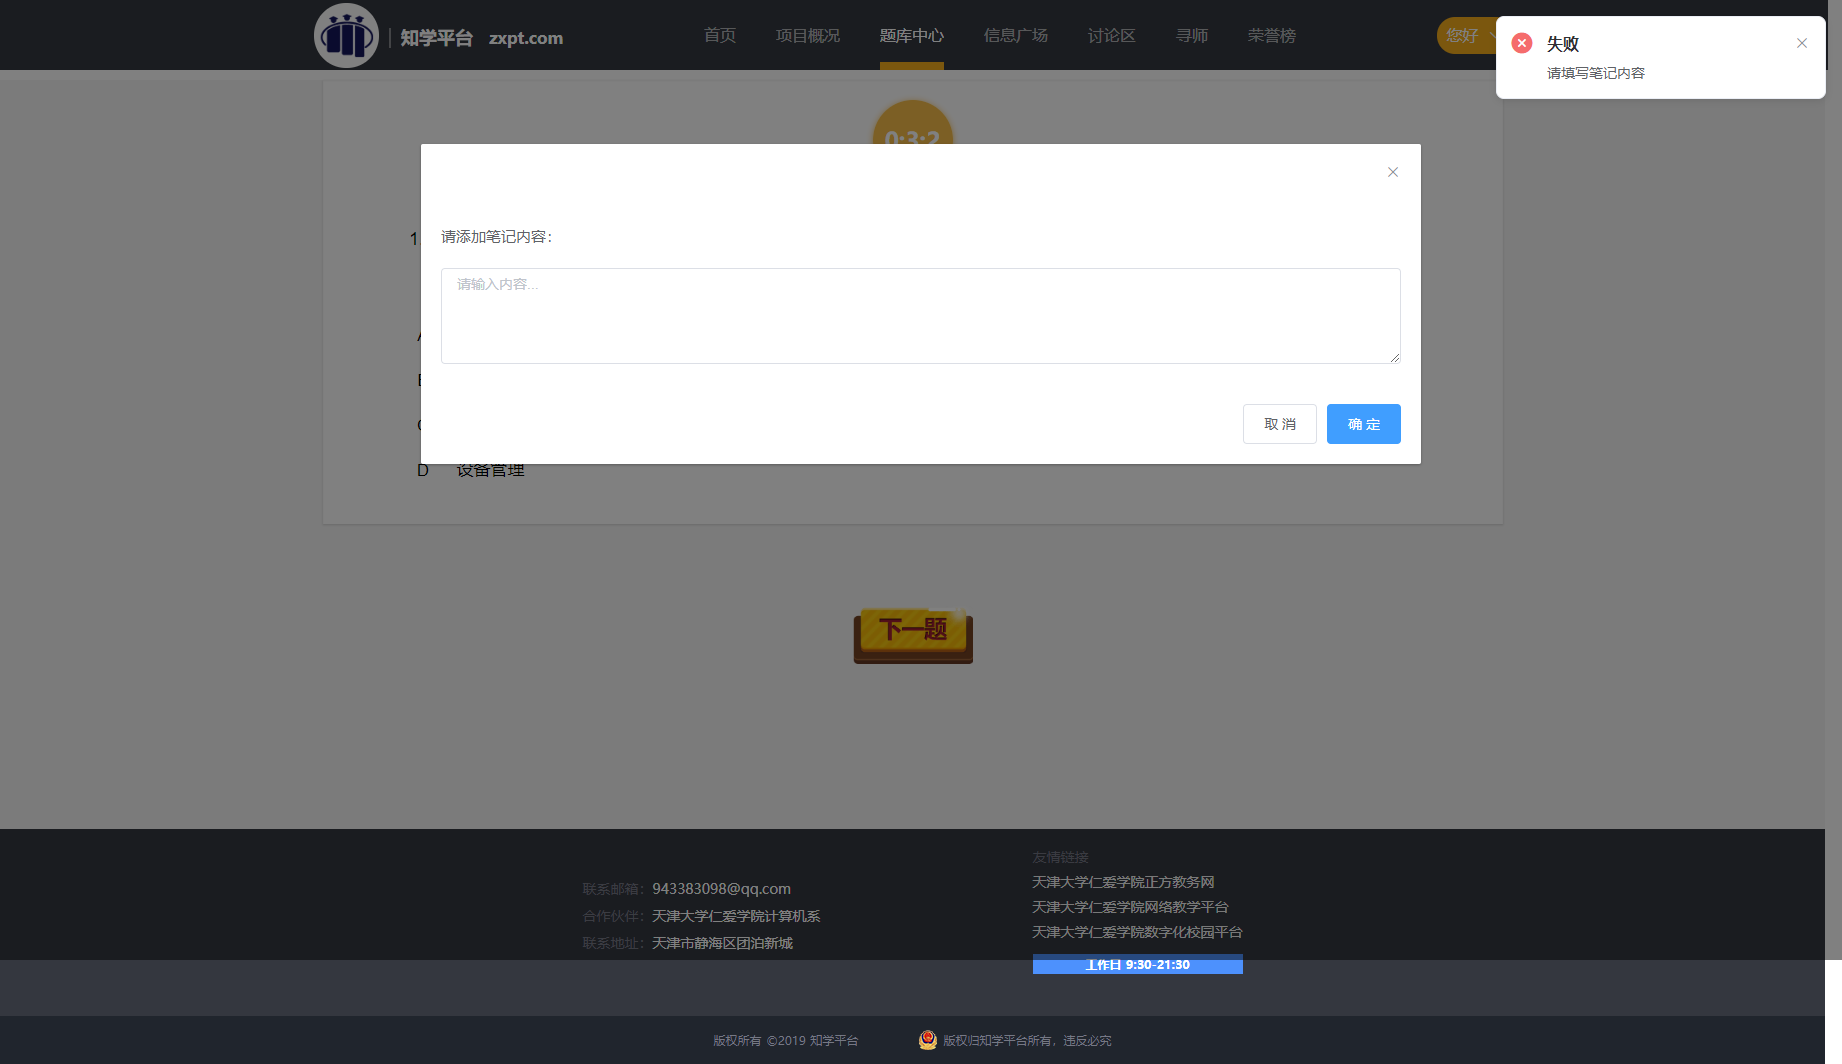 知学平台 zxpt.com
首页 项目概况 题库中心 信息广场 讨论区 寻师 荣誉榜
您好
失败
请填写笔记内容
0:3:2
1
请添加笔记内容：
请输入内容...
取 消 确 定
D 设备管理
下一题
友情链接
联系邮箱：943383098@qq.com
合作伙伴：天津大学仁爱学院计算机系
联系地址：天津市静海区团泊新城
天津大学仁爱学院正方教务网
天津大学仁爱学院网络教学平台
天津大学仁爱学院数字化校园平台
工作日 9:30-21:30
版权所有 ©2019 知学平台
版权归知学平台所有，违反必究